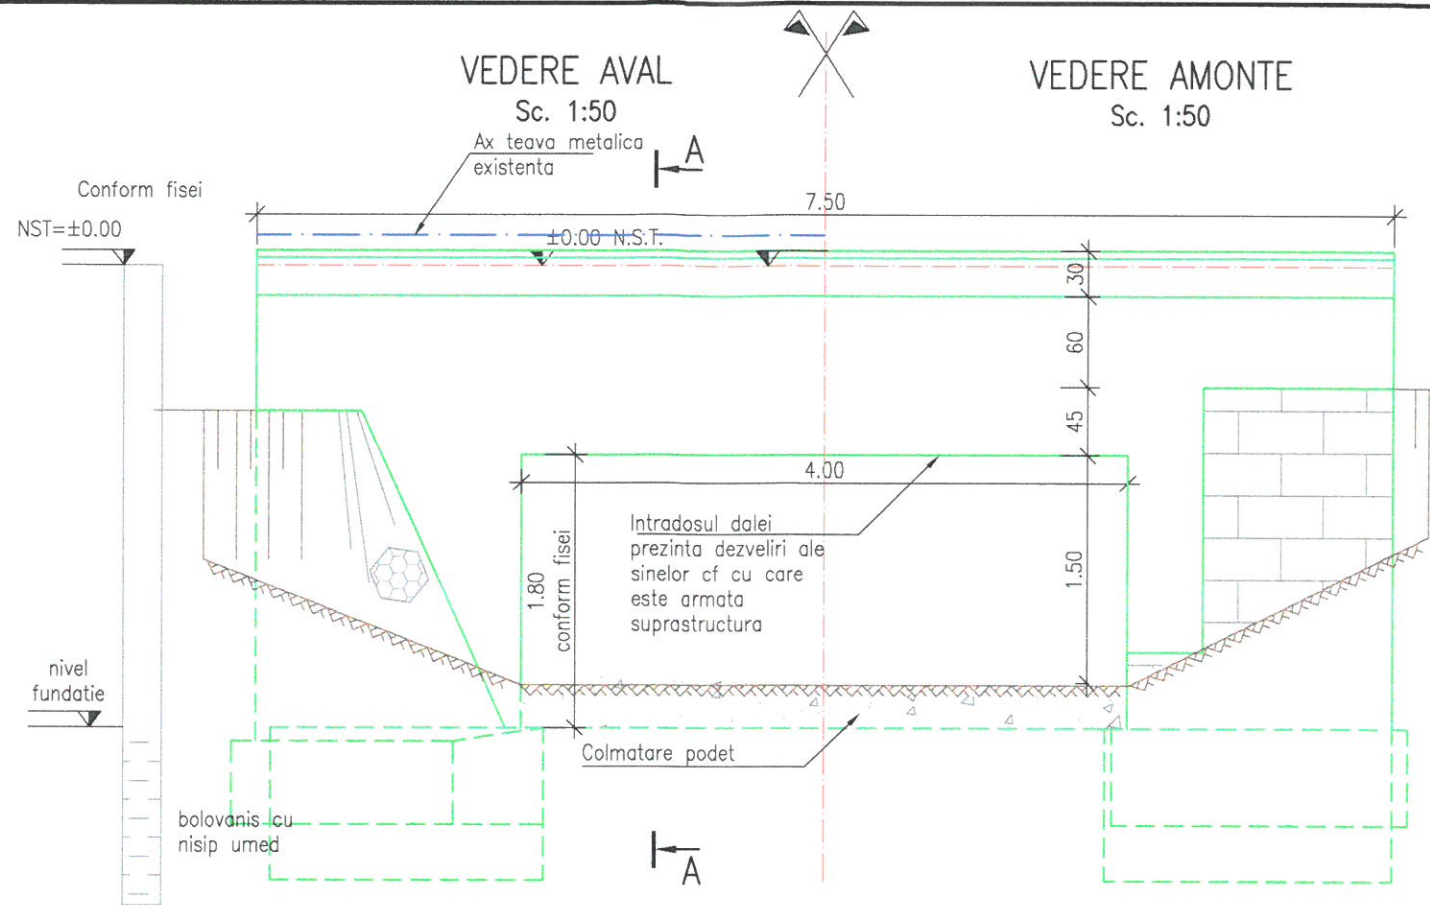 VEDERE AVAL
Sc. 1:50
VEDERE AMONTE
Sc. 1:50
Ax teava metalica
existenta
A
Conform fisei
NST=±0.00
7.50
±0.00 N.S.T.
30
60
45
4.00
Intradosul dalei
prezinta dezveliri ale
sinelor cf cu care
este armata
suprastructura
1.80
conform fisei
1.50
nivel
fundatie
Colmatare podet
bolovanis cu
nisip umed
A